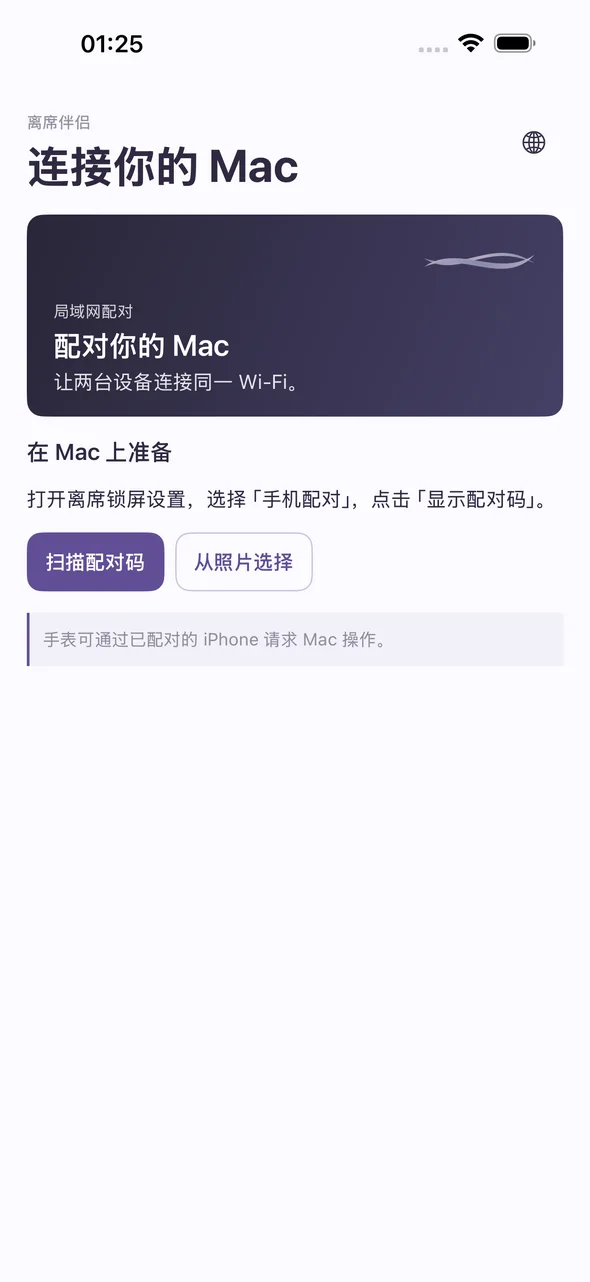 01:25
离席伴侣
连接你的 Mac
局域网配对
配对你的 Mac
让两台设备连接同一 Wi-Fi。
在 Mac 上准备
打开离席锁屏设置，选择「手机配对」，点击「显示配对码」。
扫描配对码
从照片选择
手表可通过已配对的 iPhone 请求 Mac 操作。